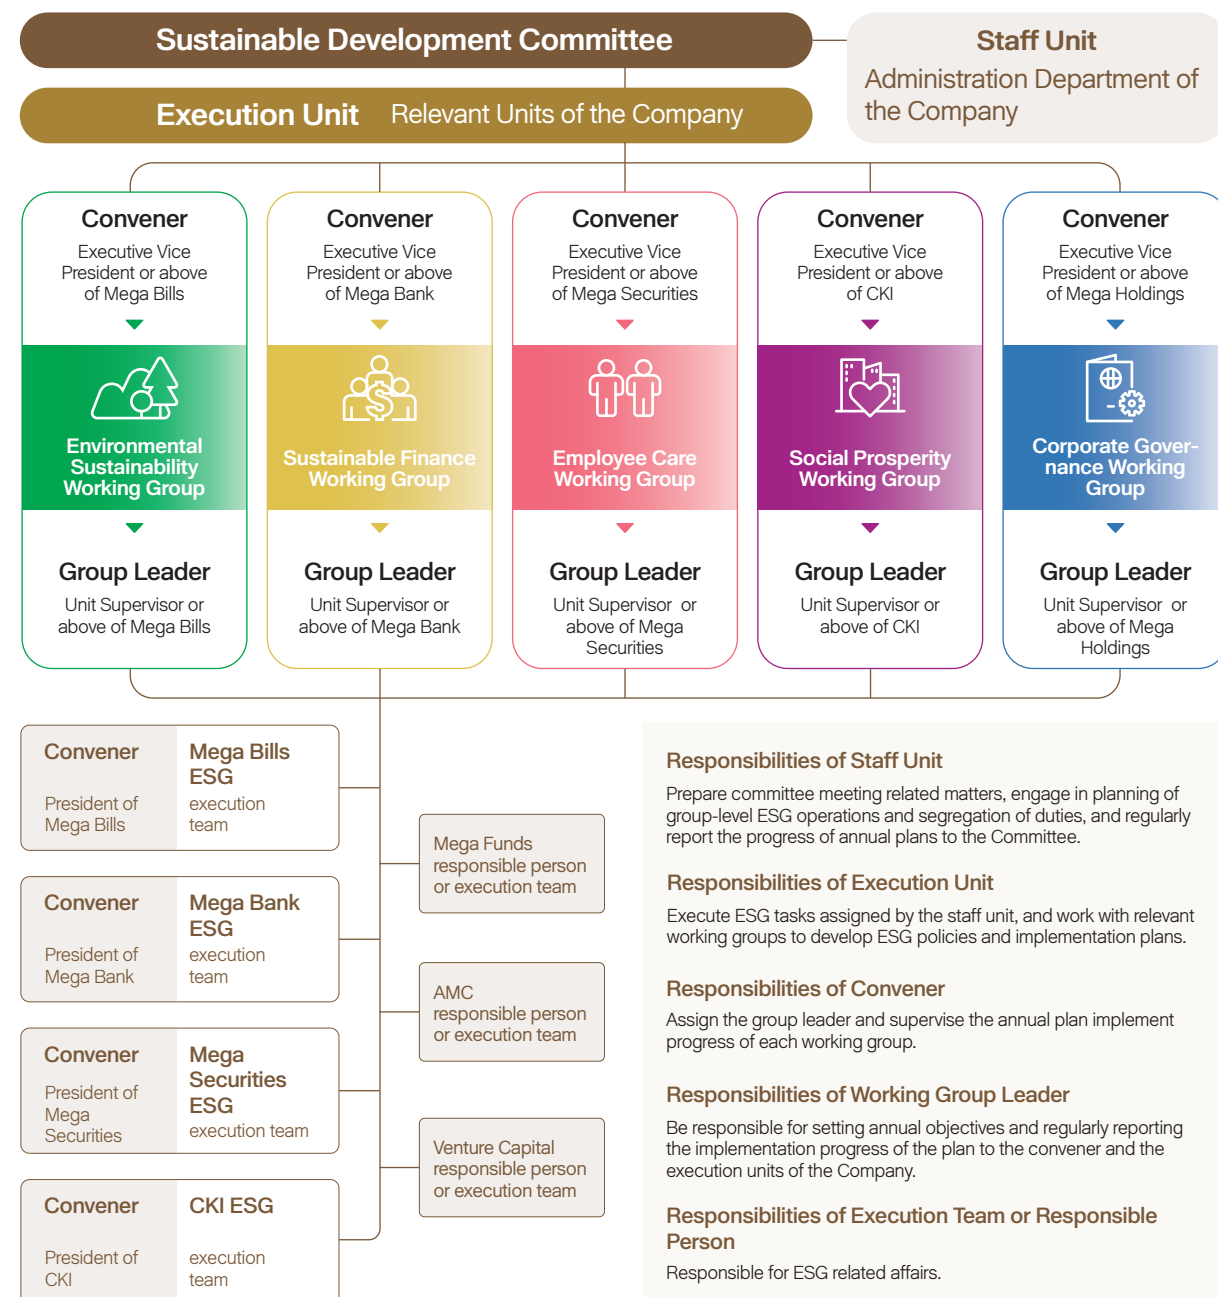 Sustainable Development Committee
Staff Unit
Administration Department of
the Company
Execution Unit Relevant Units of the Company
Convener
Executive Vice
President or above
of Mega Bills
Environmental
Sustainability
Working Group
Group Leader
Unit Supervisor or
above of Mega Bills
Convener
Executive Vice
President or above
of Mega Bank
Sustainable Finance
Working Group
Group Leader
Unit Supervisor or
above of Mega Bank
Convener
Executive Vice
President or above
of Mega Securities
Employee Care
Working Group
Group Leader
Unit Supervisor or
above of Mega
Securities
Convener
Executive Vice
President or above
of CKI
Social Prosperity
Working Group
Group Leader
Unit Supervisor or
above of CKI
Convener
Executive Vice
President or above
of Mega Holdings
Corporate Gover-
nance Working
Group
Group Leader
Unit Supervisor or
above of Mega
Holdings
Convener
President of
Mega Bills
Mega Bills
ESG
execution
team
Convener
President of
Mega Bank
Mega Bank
ESG
execution
team
Convener
President of
Mega
Securities
Mega
Securities
ESG
execution team
Convener
President of
CKI
CKI ESG
execution
team
Mega Funds
responsible person
or execution team
AMC
responsible person
or execution team
Venture Capital
responsible person
or execution team
Responsibilities of Staff Unit
Prepare committee meeting related matters, engage in planning of
group-level ESG operations and segregation of duties, and regularly
report the progress of annual plans to the Committee.
Responsibilities of Execution Unit
Execute ESG tasks assigned by the staff unit, and work with relevant
working groups to develop ESG policies and implementation plans.
Responsibilities of Convener
Assign the group leader and supervise the annual plan implement
progress of each working group.
Responsibilities of Working Group Leader
Be responsible for setting annual objectives and regularly reporting
the implementation progress of the plan to the convener and the
execution units of the Company.
Responsibilities of Execution Team or Responsible
Person
Responsible for ESG related affairs.